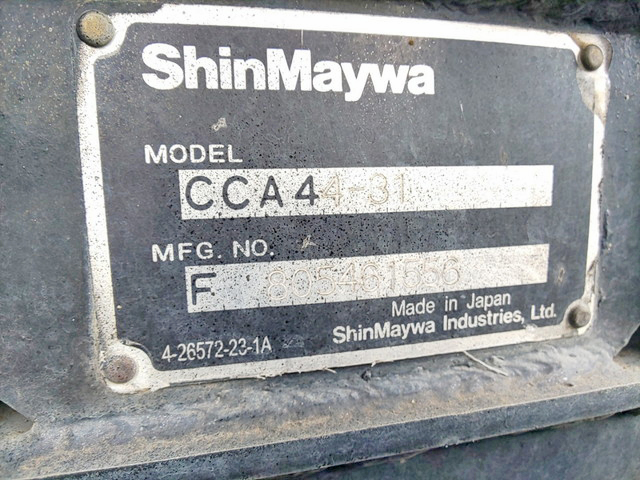 ShinMaywa
MODEL
CCA44-31
MFG. NO.
F 805461556
Made in Japan
ShinMaywa Industries, Ltd.
4-26572-23-1A